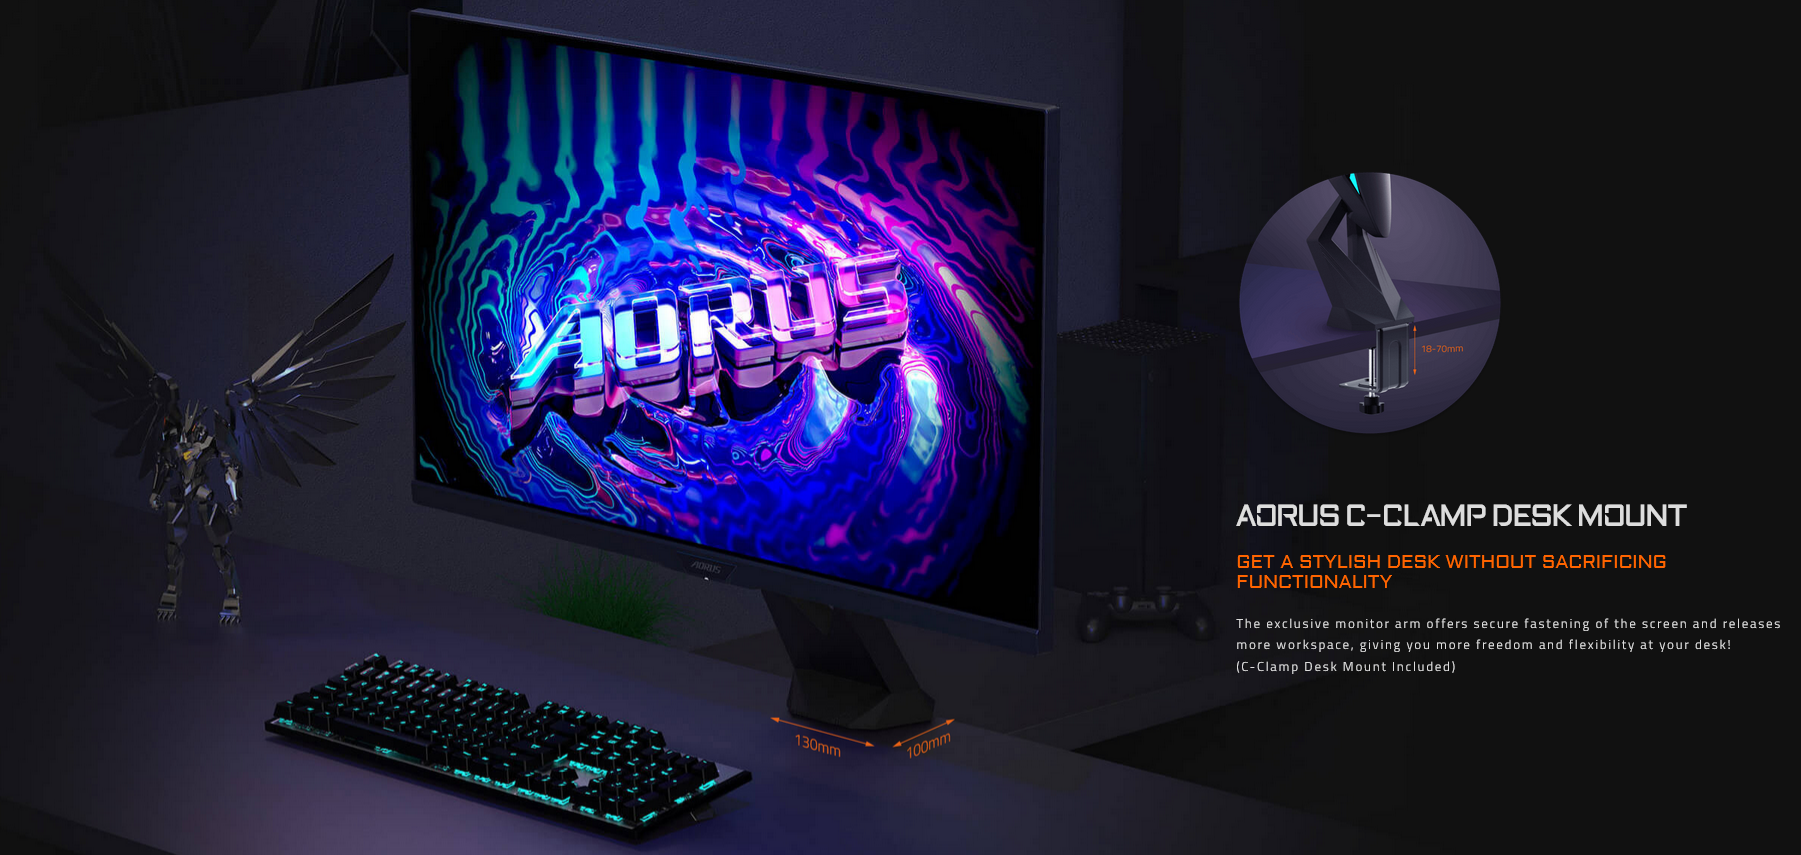 AORUS
AORUS
130mm
100mm
18-70mm
AORUS C-CLAMP DESK MOUNT
GET A STYLISH DESK WITHOUT SACRIFICING
FUNCTIONALITY
The exclusive monitor arm offers secure fastening of the screen and releases
more workspace, giving you more freedom and flexibility at your desk!
(C-Clamp Desk Mount Included)